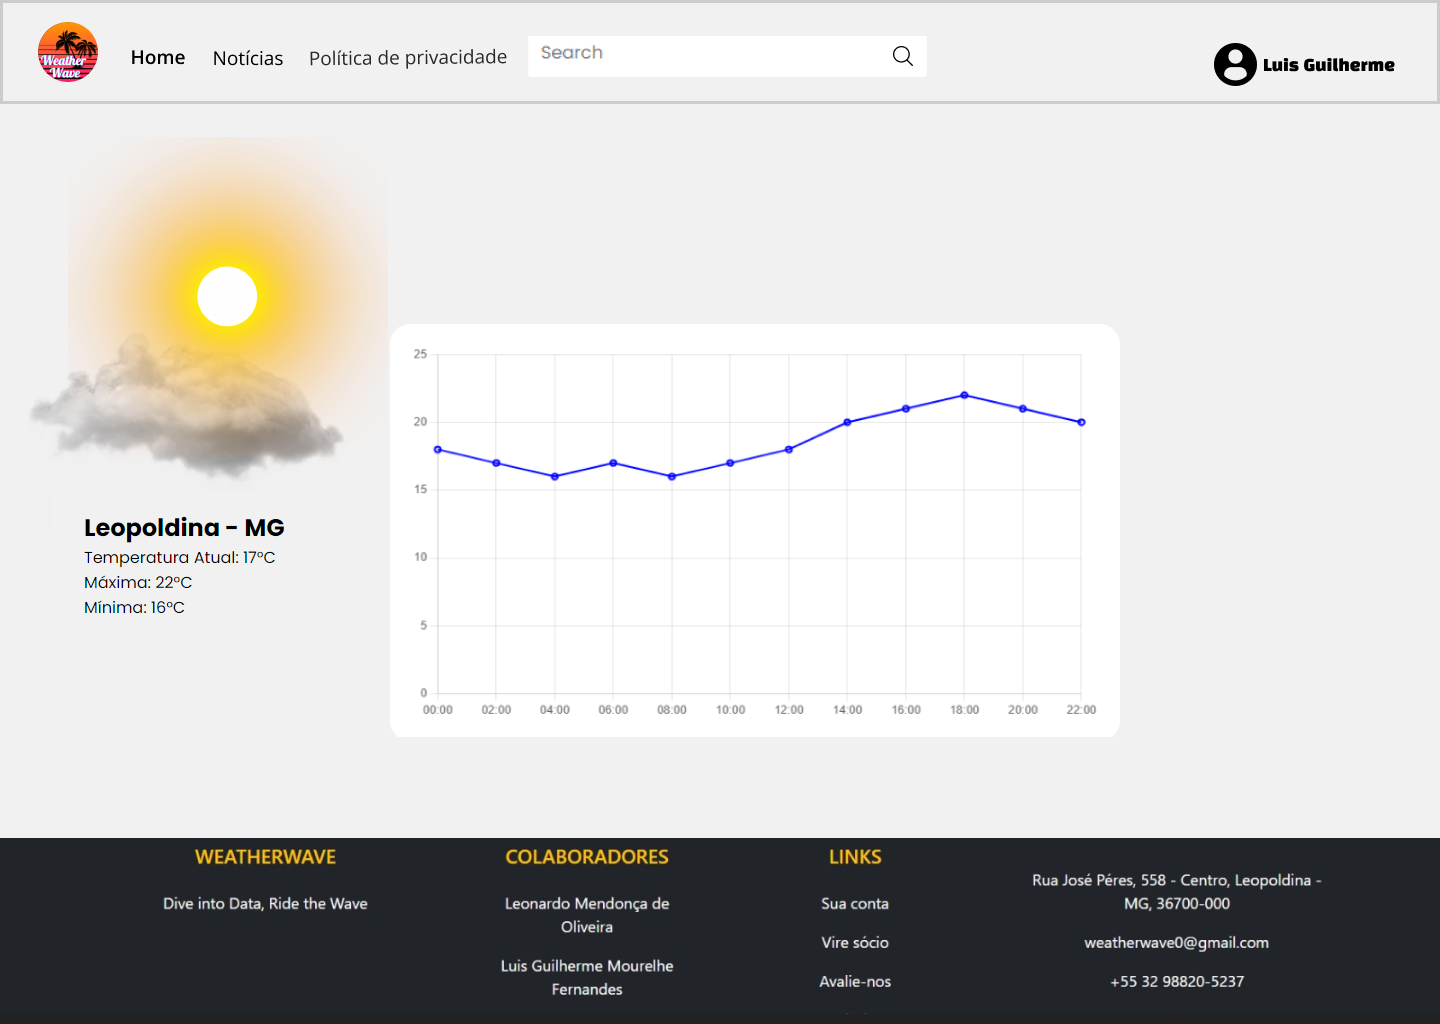 Weather
Wave
Home
Notícias
Política de privacidade
Search
Luis Guilherme
25
20
15
10
5
0
00:00
02:00
04:00
06:00
08:00
10:00
12:00
14:00
16:00
18:00
20:00
22:00
Leopoldina - MG
Temperatura Atual: 17°C
Máxima: 22°C
Mínima: 16°C
WEATHERWAVE
Dive into Data, Ride the Wave
COLABORADORES
Leonardo Mendonça de
Oliveira
Luis Guilherme Mourelhe
Fernandes
LINKS
Sua conta
Vire sócio
Avalie-nos
Rua José Péres, 558 - Centro, Leopoldina -
MG, 36700-000
weatherwave0@gmail.com
+55 32 98820-5237